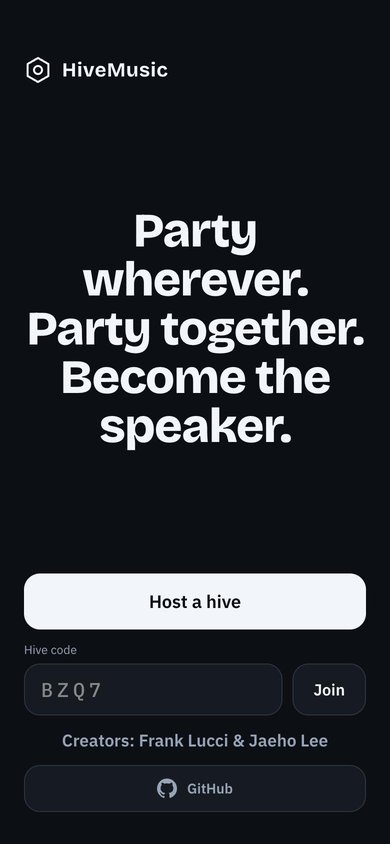 HiveMusic
Party
wherever.
Party together.
Become the
speaker.
Host a hive
Hive code
BZQ7
Join
Creators: Frank Lucci & Jaeho Lee
GitHub